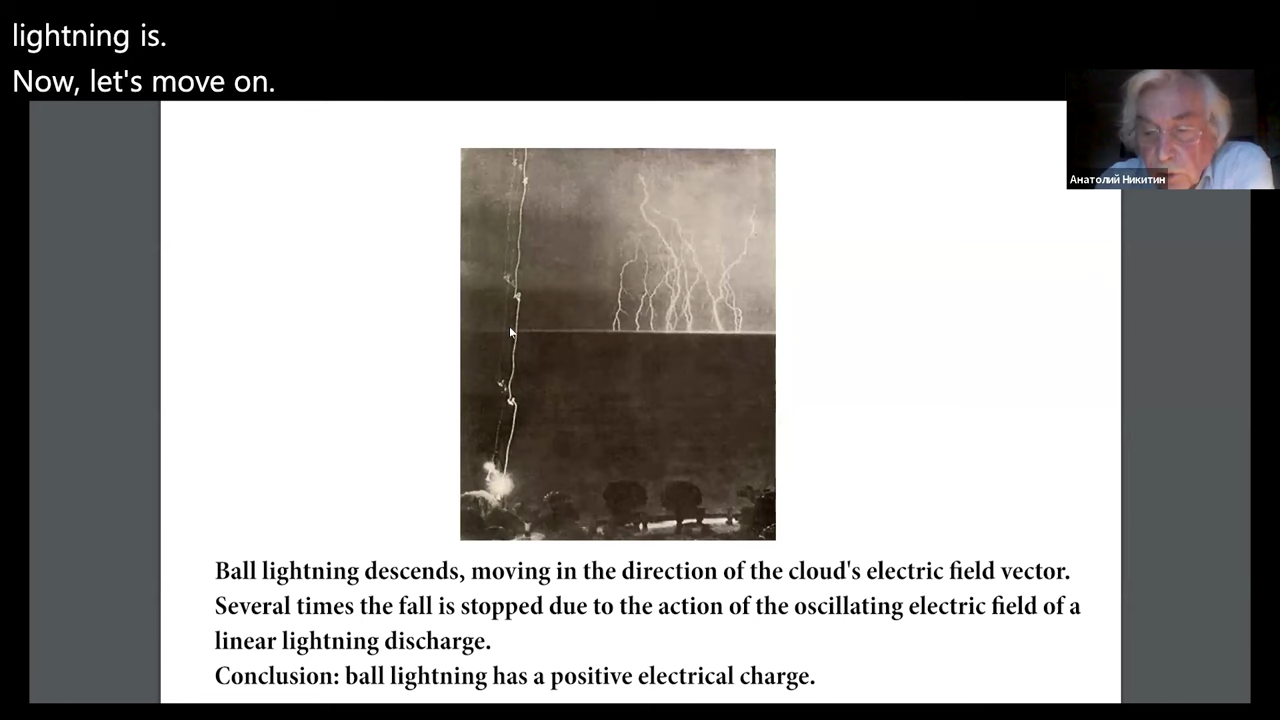 lightning is.
Now, let's move on.
Анатолий Никитин
Ball lightning descends, moving in the direction of the cloud's electric field vector.
Several times the fall is stopped due to the action of the oscillating electric field of a
linear lightning discharge.
Conclusion: ball lightning has a positive electrical charge.